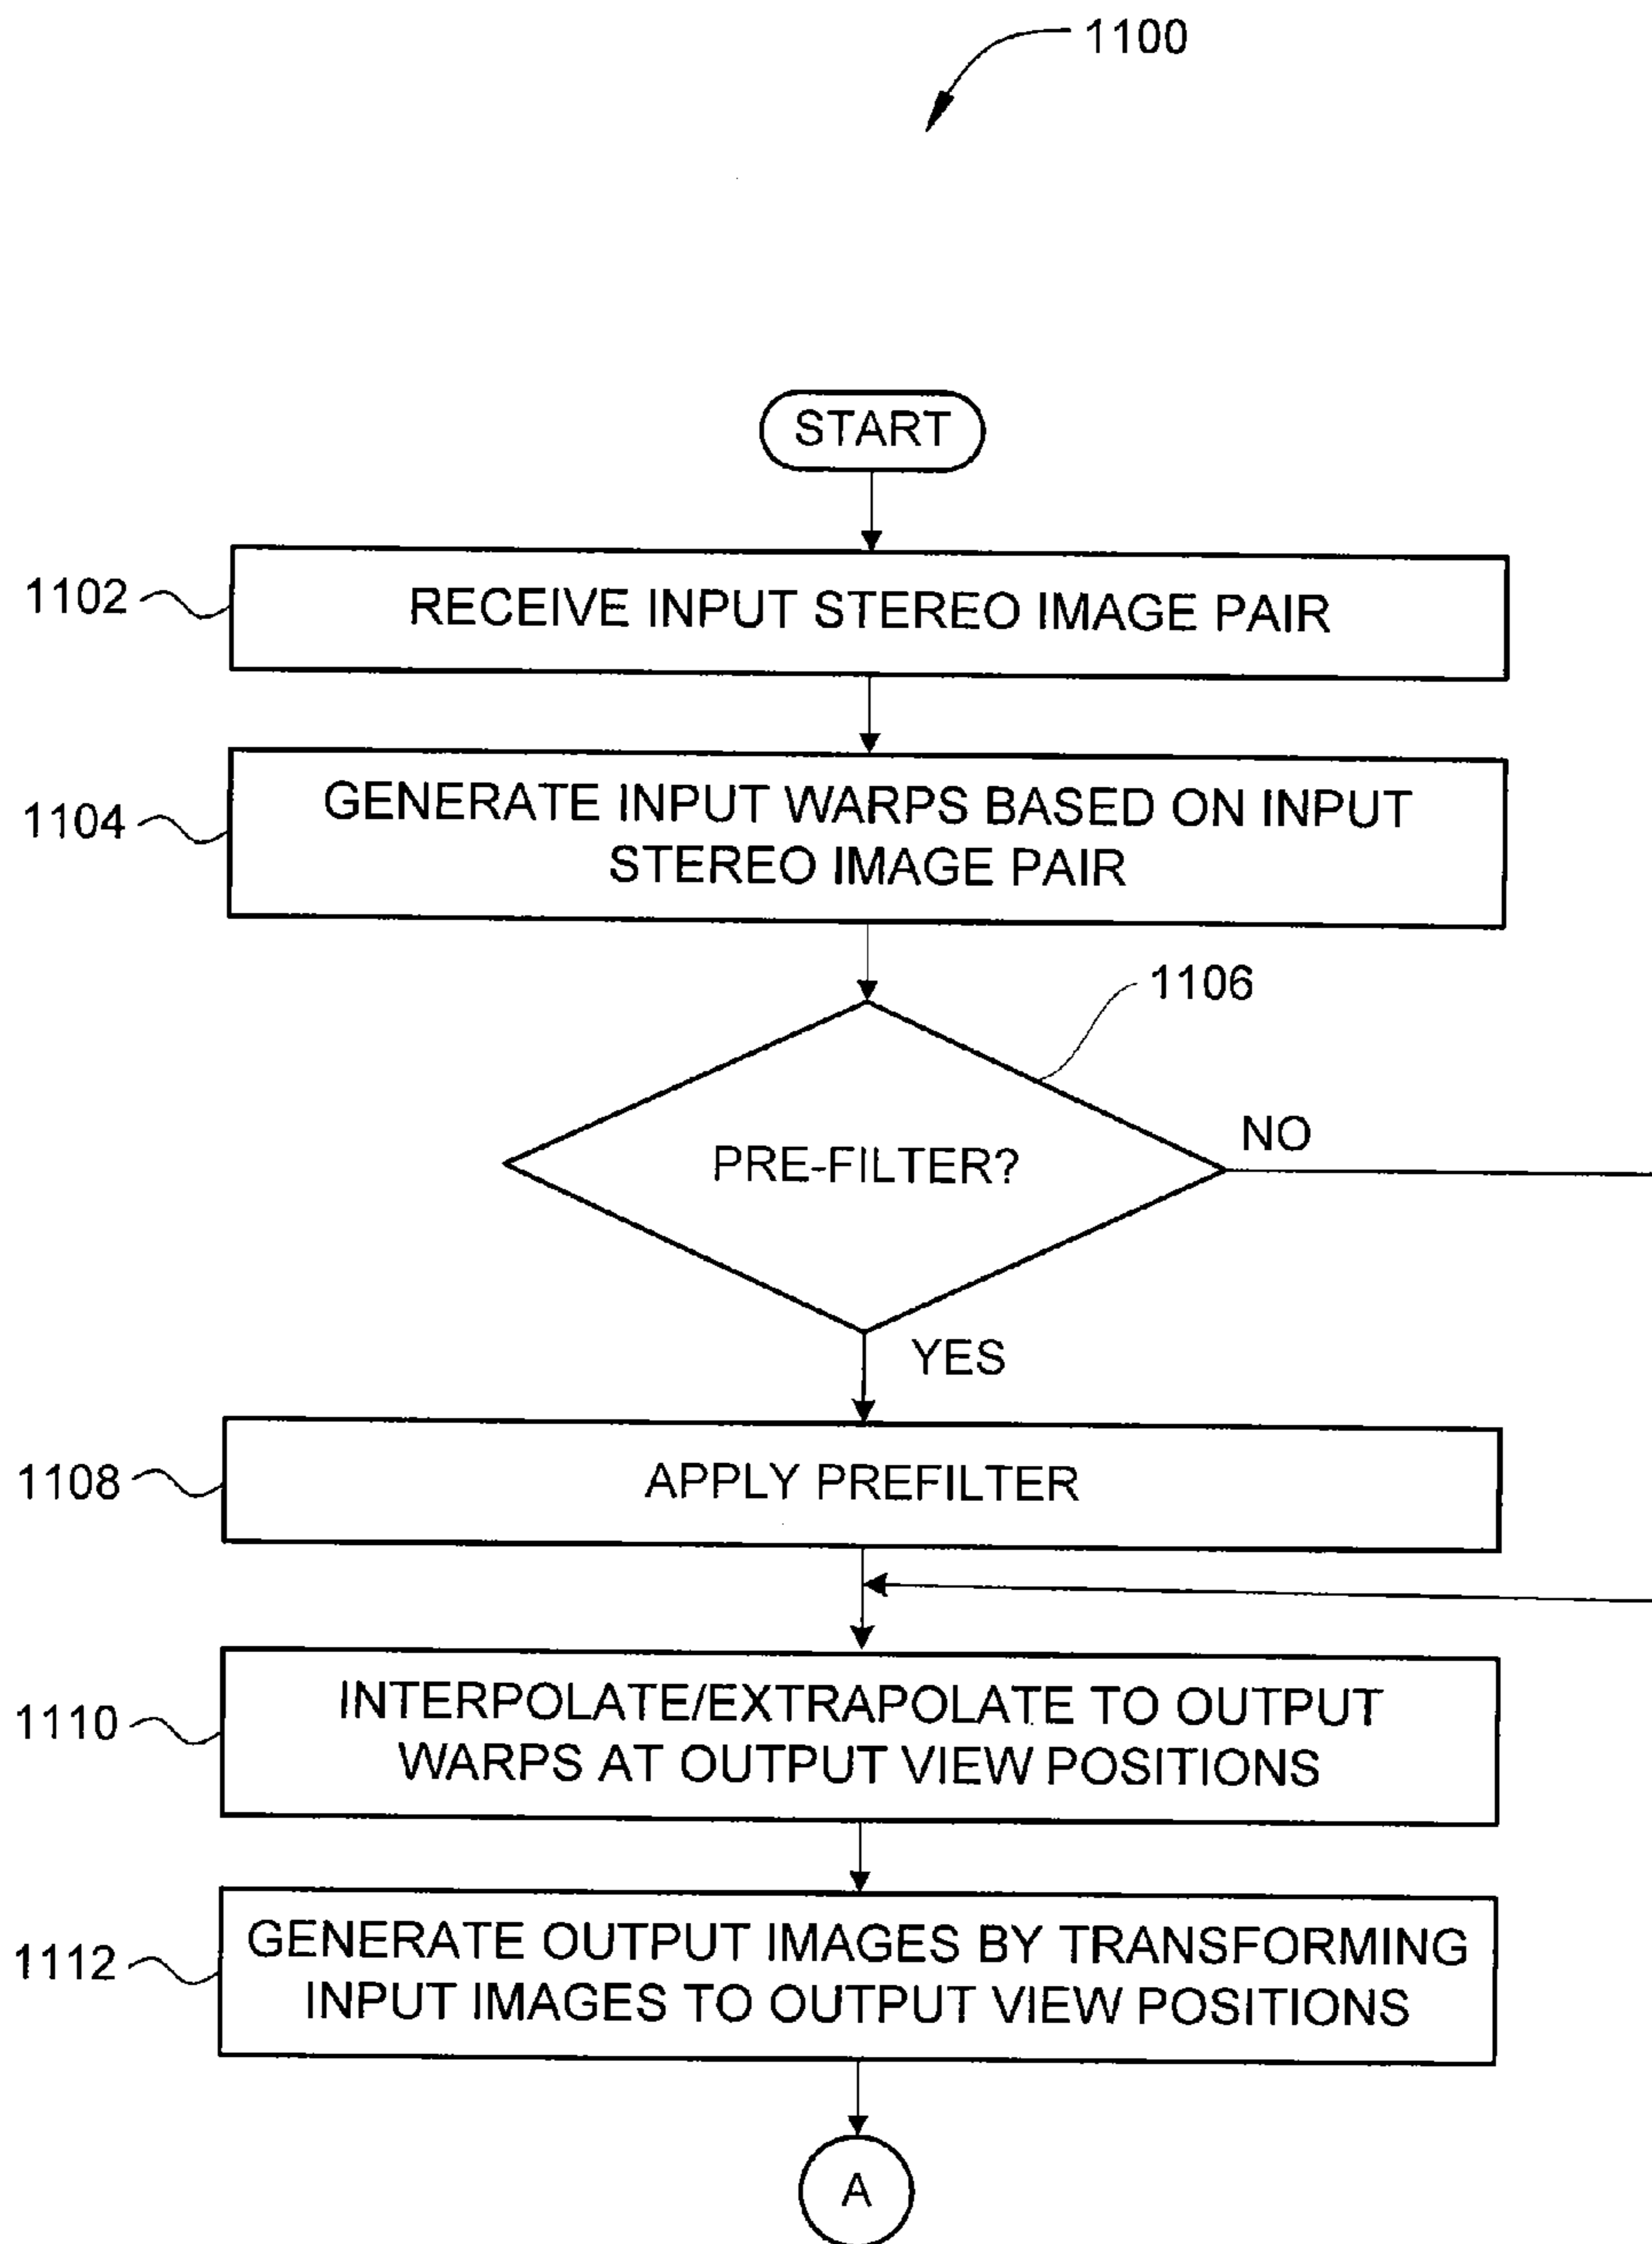 1100
START
1102
RECEIVE INPUT STEREO IMAGE PAIR
1104
GENERATE INPUT WARPS BASED ON INPUT
STEREO IMAGE PAIR
1106
PRE-FILTER?
NO
YES
1108
APPLY PREFILTER
1110
INTERPOLATE/EXTRAPOLATE TO OUTPUT
WARPS AT OUTPUT VIEW POSITIONS
1112
GENERATE OUTPUT IMAGES BY TRANSFORMING
INPUT IMAGES TO OUTPUT VIEW POSITIONS
A